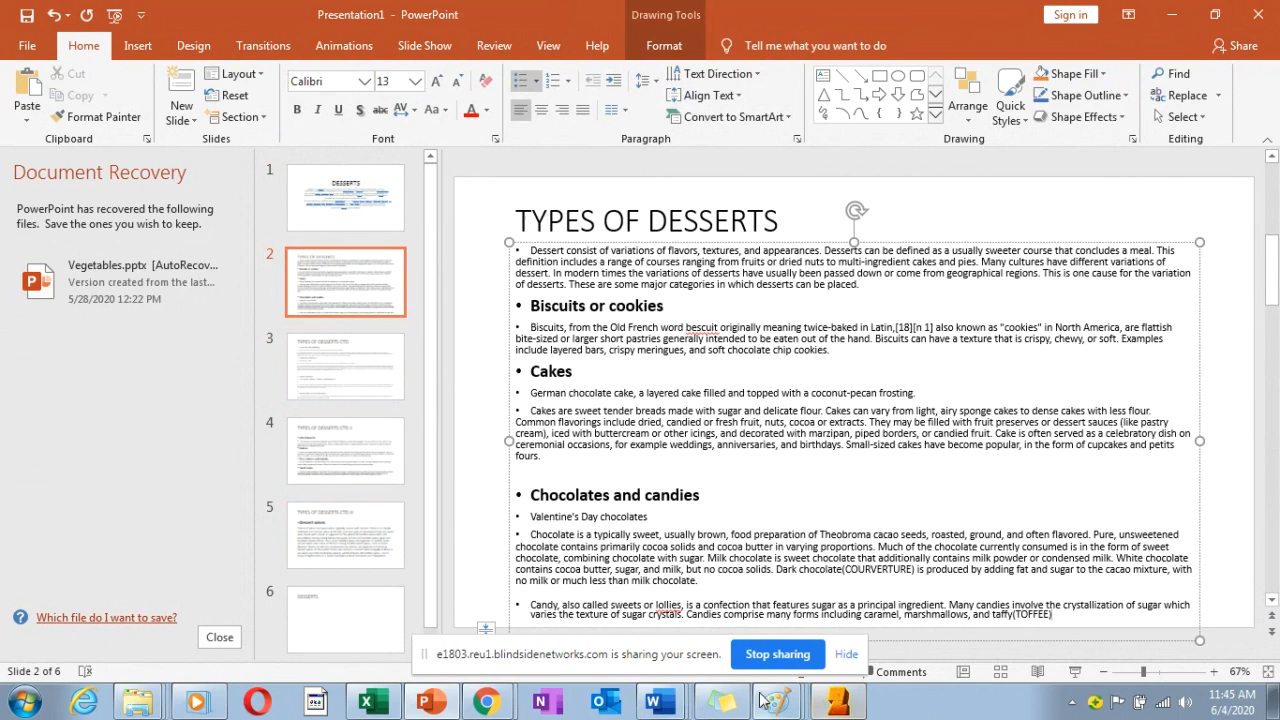 Presentation1 - PowerPoint
Drawing Tools
Sign in
File Home Insert Design Transitions Animations Slide Show Review View Help Format Tell me what you want to do Share
Paste
Cut
Copy
Format Painter
Clipboard
New Slide
Layout
Reset
Section
Slides
Calibri 13
Font
Text Direction
Align Text
Convert to SmartArt
Paragraph
Arrange
Quick Styles
Shape Fill
Shape Outline
Shape Effects
Drawing
Find
Replace
Select
Editing
Document Recovery
PowerPoint has recovered the following
files. Save the ones you wish to keep.
Vegetables.pptx [AutoRecov...
Version created from the last...
5/28/2020 12:22 PM
Which file do I want to save?
Close
1
DESSERTS
2
3
4
5
6
TYPES OF DESSERTS
• Dessert consist of variations of flavors, textures, and appearances. Desserts can be defined as a usually sweeter course that concludes a meal. This
definition includes a range of courses ranging from fruits or dried nuts to multi-ingredient cakes and pies. Many cultures have different variations of
dessert. In modern times the variations of desserts have usually been passed down or come from geographical regions. This is one cause for the variation
of desserts. These are some major categories in which desserts can be placed.
• Biscuits or cookies
• Biscuits, from the Old French word bescuit originally meaning twice-baked in Latin,[18][n 1] also known as "cookies" in North America, are flattish
bite-sized or larger short pastries generally intended to be eaten out of the hand. Biscuits can have a texture that is crispy, chewy, or soft. Examples
include layered bars, crispy meringues, and soft chocolate chip cookies.
• Cakes
• German chocolate cake, a layered cake filled and topped with a coconut-pecan frosting.
• Cakes are sweet tender breads made with sugar and delicate flour. Cakes can vary from light, airy sponge cakes to dense cakes with less flour.
Common flavorings include dried, candied or fresh fruit, nuts, cocoa or extracts. They may be filled with fruit preserves or dessert sauces (like pastry
cream), iced with buttercream or other icings, and decorated with marzipan, piped borders, or candied fruit. Cake is often served as a celebratory dish on
ceremonial occasions, for example weddings, anniversaries, and birthdays. Small-sized cakes have become popular, in the form of cupcakes and petits
fours.
• Chocolates and candies
• Valentine's Day chocolates
• Chocolate is a typically sweet, usually brown, food preparation of Theobroma cacao seeds, roasted, ground, and often flavored. Pure, unsweetened
chocolate contains primarily cocoa solids and cocoa butter in varying proportions. Much of the chocolate currently consumed is in the form of sweet
chocolate, combining chocolate with sugar. Milk chocolate is sweet chocolate that additionally contains milk powder or condensed milk. White chocolate
contains cocoa butter, sugar, and milk, but no cocoa solids. Dark chocolate(COURVERTURE) is produced by adding fat and sugar to the cacao mixture, with
no milk or much less than milk chocolate.
• Candy, also called sweets or lollies, is a confection that features sugar as a principal ingredient. Many candies involve the crystallization of sugar which
varies the texture of sugar crystals. Candies comprise many forms including caramel, marshmallows, and taffy(TOFFEE)
e1803.reu1.blindsidenetworks.com is sharing your screen. Stop sharing Hide
Slide 2 of 6 Comments 67%
11:45 AM
6/4/2020